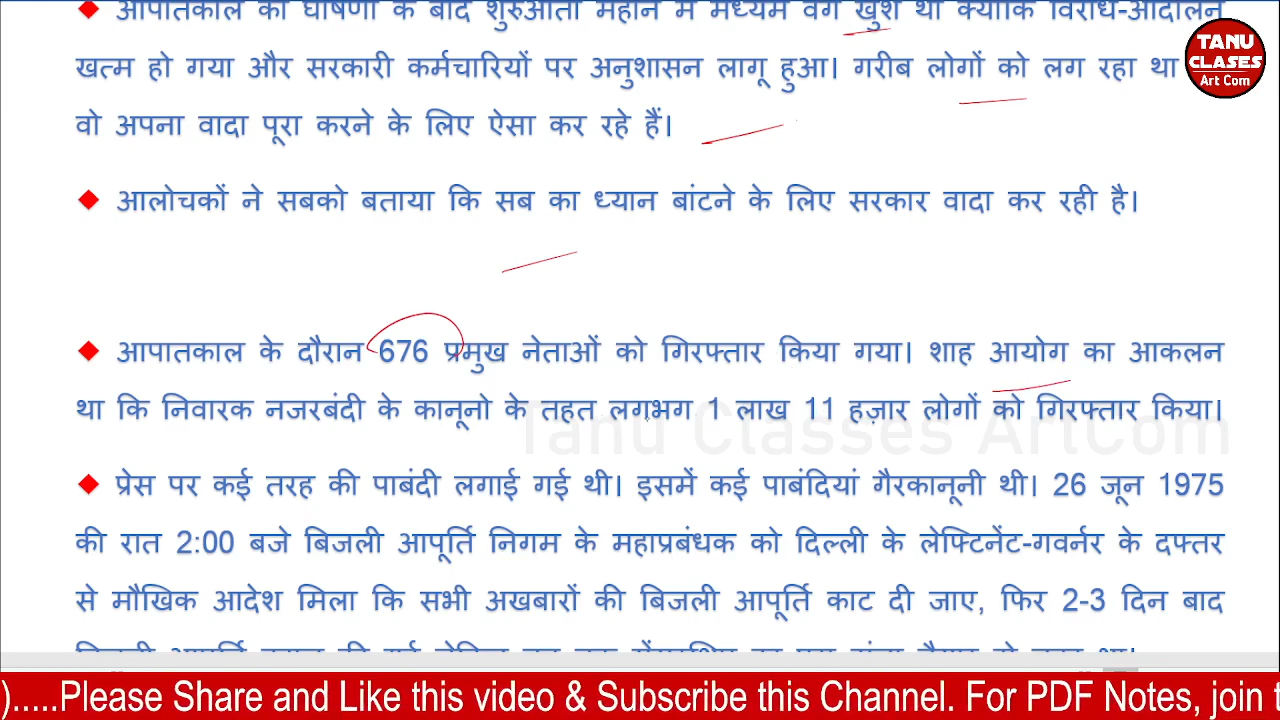 आपातकाल की घोषणा के बाद शुरुआती महीने में मध्यम वर्ग खुश था क्योंकि विरोध-आंदोलन
खत्म हो गया और सरकारी कर्मचारियों पर अनुशासन लागू हुआ। गरीब लोगों को लग रहा था
वो अपना वादा पूरा करने के लिए ऐसा कर रहे हैं।
आलोचकों ने सबको बताया कि सब का ध्यान बांटने के लिए सरकार वादा कर रही है।
आपातकाल के दौरान 676 प्रमुख नेताओं को गिरफ्तार किया गया। शाह आयोग का आकलन
था कि निवारक नजरबंदी के कानूनो के तहत लगभग 1 लाख 11 हज़ार लोगों को गिरफ्तार किया।
प्रेस पर कई तरह की पाबंदी लगाई गई थी। इसमें कई पाबंदियां गैरकानूनी थी। 26 जून 1975
की रात 2:00 बजे बिजली आपूर्ति निगम के महाप्रबंधक को दिल्ली के लेफ्टिनेंट-गवर्नर के दफ्तर
से मौखिक आदेश मिला कि सभी अखबारों की बिजली आपूर्ति काट दी जाए, फिर 2-3 दिन बाद
TANU
CLASES
Art Com
Tanu Classes ArtCom
).....Please Share and Like this video & Subscribe this Channel. For PDF Notes, join t